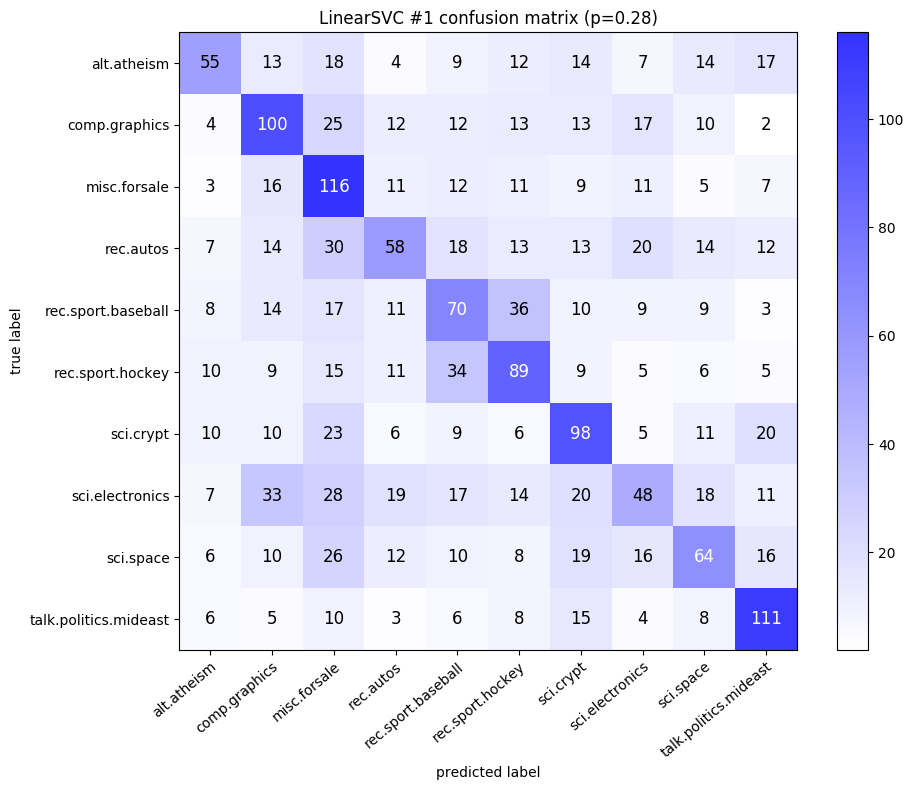 LinearSVC #1 confusion matrix (p=0.28)
alt.atheism 55 13 18 4 9 12 14 7 14 17
comp.graphics 4 100 25 12 12 13 13 17 10 2
misc.forsale 3 16 116 11 12 11 9 11 5 7
rec.autos 7 14 30 58 18 13 13 20 14 12
rec.sport.baseball 8 14 17 11 70 36 10 9 9 3
rec.sport.hockey 10 9 15 11 34 89 9 5 6 5
sci.crypt 10 10 23 6 9 6 98 5 11 20
sci.electronics 7 33 28 19 17 14 20 48 18 11
sci.space 6 10 26 12 10 8 19 16 64 16
talk.politics.mideast 6 5 10 3 6 8 15 4 8 111
true label
alt.atheism
comp.graphics
misc.forsale
rec.autos
rec.sport.baseball
rec.sport.hockey
sci.crypt
sci.electronics
sci.space
talk.politics.mideast
predicted label
100
80
60
40
20